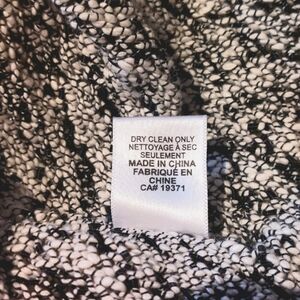 DRY CLEAN ONLY
NETTOYAGE À SEC
SEULEMENT
MADE IN CHINA
FABRIQUÉ EN
CHINE
CA# 19371